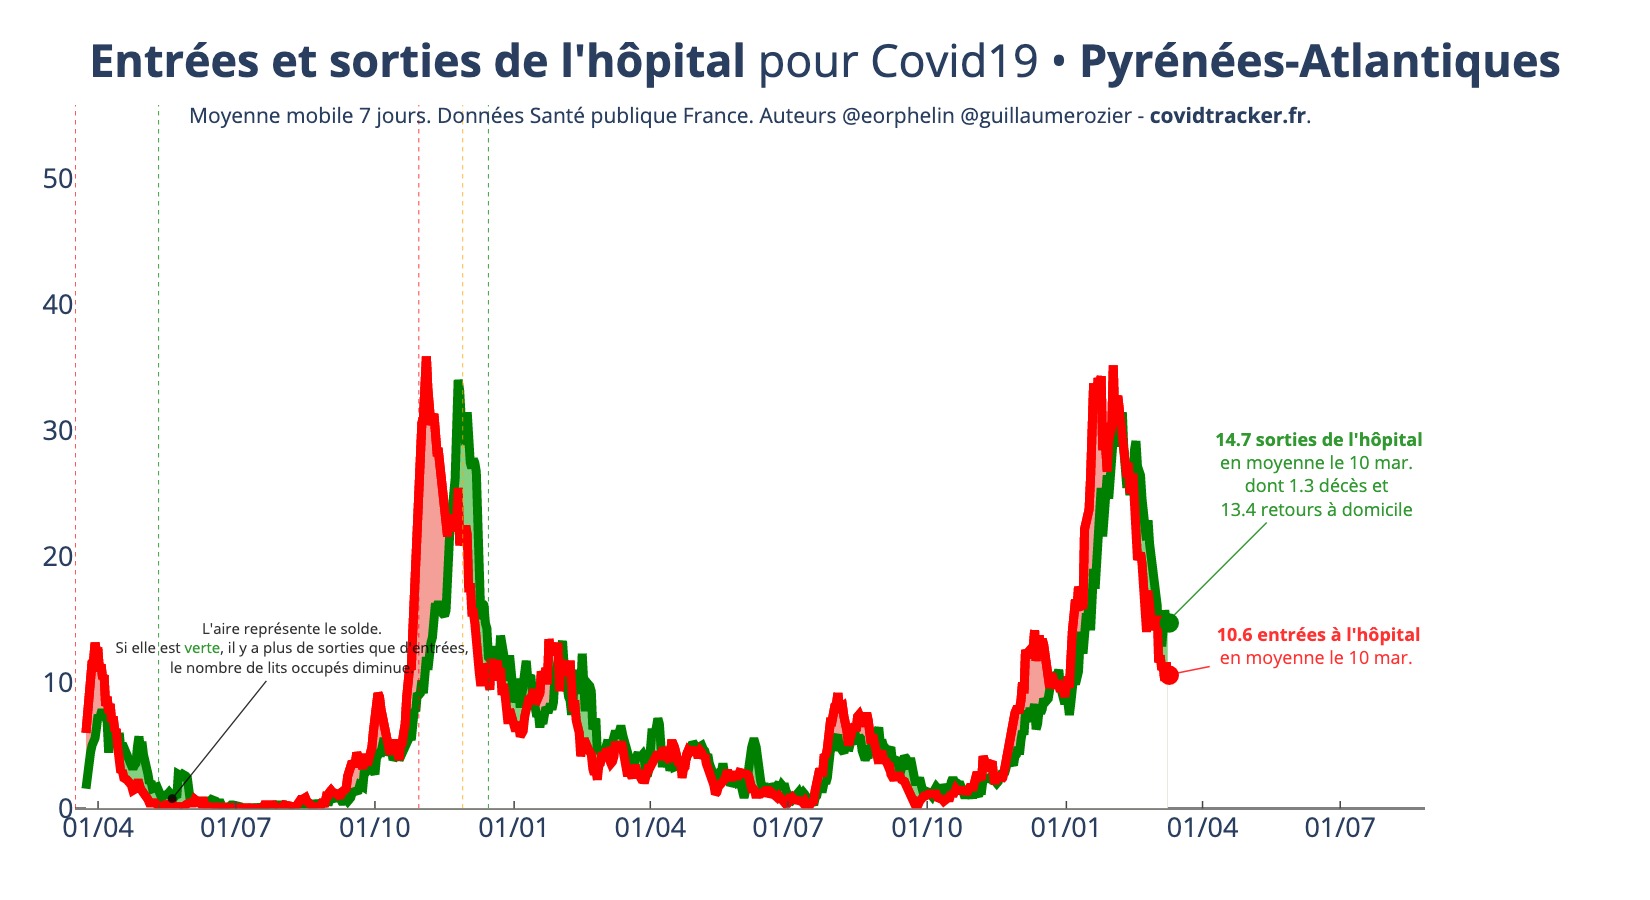 Entrées et sorties de l'hôpital pour Covid19 • Pyrénées-Atlantiques
Moyenne mobile 7 jours. Données Santé publique France. Auteurs @eorphelin @guillaumerozier - covidtracker.fr.
50
40
30
20
10
0
14.7 sorties de l'hôpital
en moyenne le 10 mar.
dont 1.3 décès et
13.4 retours à domicile
10.6 entrées à l'hôpital
en moyenne le 10 mar.
L'aire représente le solde.
Si elle est verte, il y a plus de sorties que d'entrées,
le nombre de lits occupés diminue.
01/04 01/07 01/10 01/01 01/04 01/07 01/10 01/01 01/04 01/07